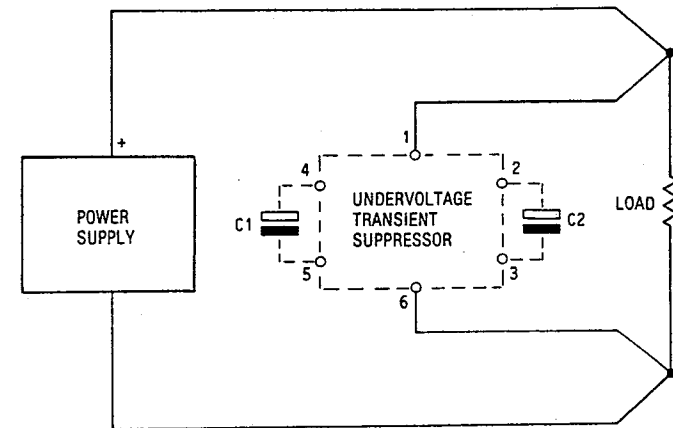 +
POWER
SUPPLY
1
4
2
C1
UNDERVOLTAGE
TRANSIENT
SUPPRESSOR
C2
LOAD
5
3
6